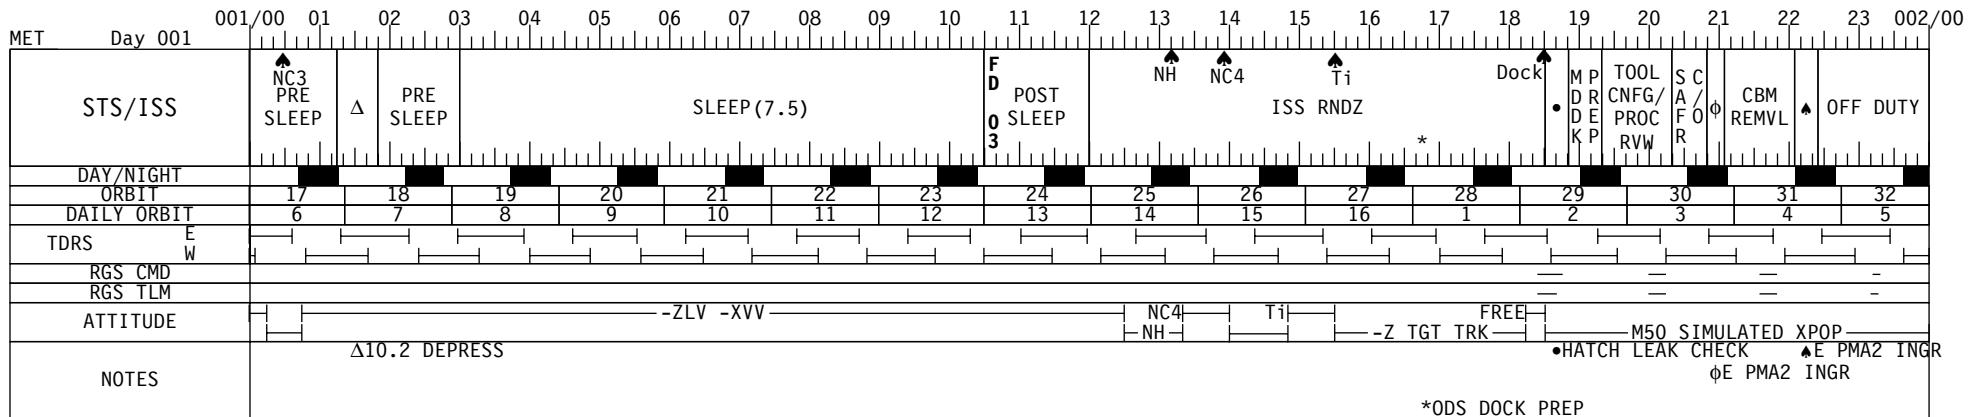 001/00 01 02 03 04 05 06 07 08 09 10 11 12 13 14 15 16 17 18 19 20 21 22 23 002/00
MET Day 001
STS/ISS
NC3
PRE
SLEEP
Δ
PRE
SLEEP
SLEEP(7.5)
FD 03
POST
SLEEP
NH
NC4
Ti
Dock
ISS RNDZ
*
•
MDDK PREP
TOOL
CNFG/
PROC
RVW
SAFR C/O
ϕ
CBM
REMVL
♠
OFF DUTY
DAY/NIGHT
ORBIT 17 18 19 20 21 22 23 24 25 26 27 28 29 30 31 32
DAILY ORBIT 6 7 8 9 10 11 12 13 14 15 16 1 2 3 4 5
TDRS E
W
RGS CMD
RGS TLM
ATTITUDE
-ZLV -XVV NC4 Ti FREE
NH -Z TGT TRK M50 SIMULATED XPOP
NOTES
Δ10.2 DEPRESS •HATCH LEAK CHECK ♠E PMA2 INGR
ϕE PMA2 INGR
*ODS DOCK PREP